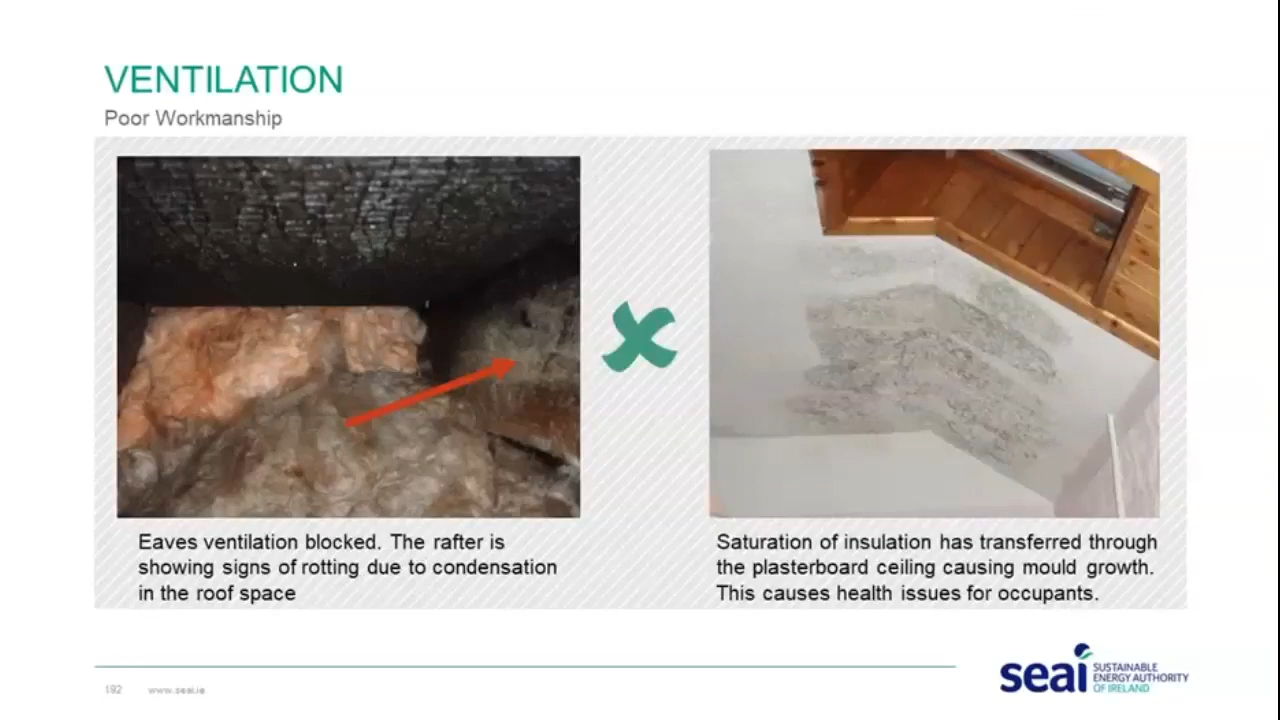 VENTILATION
Poor Workmanship
Eaves ventilation blocked. The rafter is
showing signs of rotting due to condensation
in the roof space
Saturation of insulation has transferred through
the plasterboard ceiling causing mould growth.
This causes health issues for occupants.
192
www.seai.ie
seai
SUSTAINABLE
ENERGY AUTHORITY
OF IRELAND